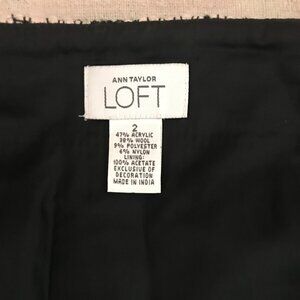 ANN TAYLOR
LOFT
2
47% ACRYLIC
38% WOOL
9% POLYESTER
6% NYLON
LINING:
100% ACETATE
EXCLUSIVE OF
DECORATION
MADE IN INDIA